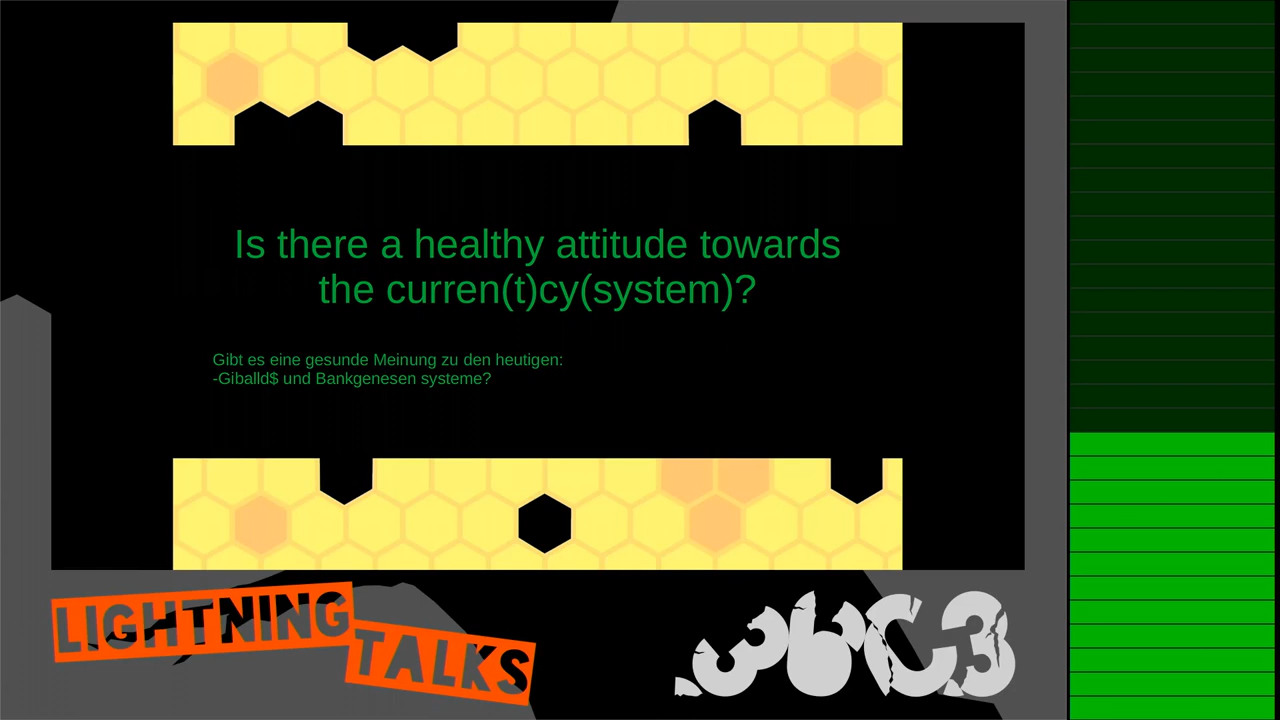 Is there a healthy attitude towards
the curren(t)cy(system)?
Gibt es eine gesunde Meinung zu den heutigen:
-Giballd$ und Bankgenesen systeme?
LIGHTNING
TALKS
36C3